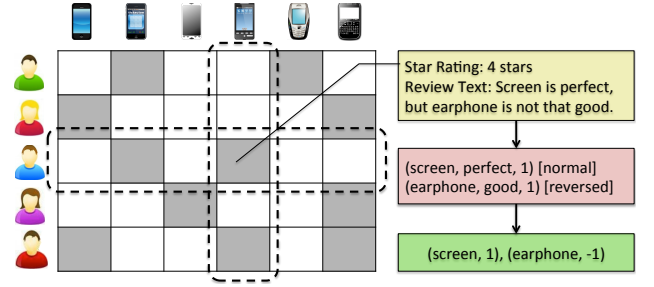 Star Rating: 4 stars
Review Text: Screen is perfect,
but earphone is not that good.
(screen, perfect, 1) [normal]
(earphone, good, 1) [reversed]
(screen, 1), (earphone, -1)